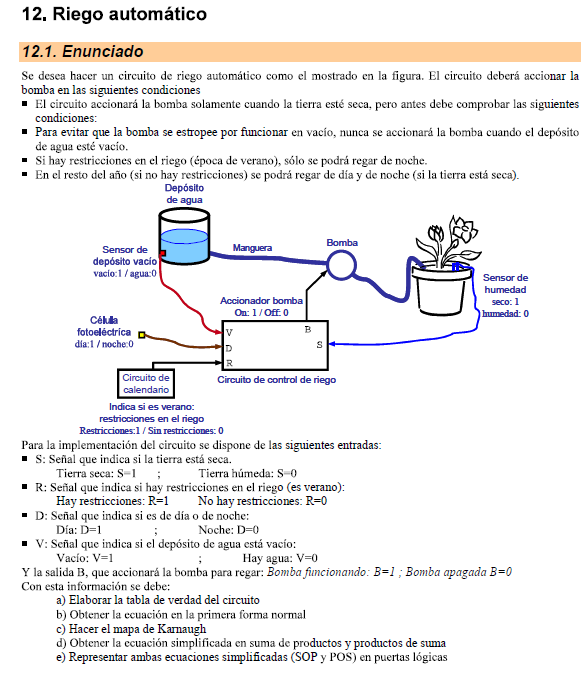 12. Riego automático
12.1. Enunciado
Se desea hacer un circuito de riego automático como el mostrado en la figura. El circuito deberá accionar la
bomba en las siguientes condiciones
▪ El circuito accionará la bomba solamente cuando la tierra esté seca, pero antes debe comprobar las siguientes
condiciones:
▪ Para evitar que la bomba se estropee por funcionar en vacío, nunca se accionará la bomba cuando el depósito
de agua esté vacío.
▪ Si hay restricciones en el riego (época de verano), sólo se podrá regar de noche.
▪ En el resto del año (si no hay restricciones) se podrá regar de día y de noche (si la tierra está seca).
Depósito
de agua
Sensor de
depósito vacío
vacío:1 / agua:0
Manguera
Bomba
Sensor de
humedad
seco: 1
humedad: 0
Accionador bomba
On: 1 / Off: 0
Célula
fotoeléctrica
día:1 / noche:0
V
B
D
S
R
Circuito de
calendario
Circuito de control de riego
Indica si es verano:
restricciones en el riego
Restricciones:1 / Sin restricciones: 0
Para la implementación del circuito se dispone de las siguientes entradas:
▪ S: Señal que indica si la tierra está seca.
Tierra seca: S=1 ; Tierra húmeda: S=0
▪ R: Señal que indica si hay restricciones en el riego (es verano):
Hay restricciones: R=1 No hay restricciones: R=0
▪ D: Señal que indica si es de día o de noche:
Día: D=1 ; Noche: D=0
▪ V: Señal que indica si el depósito de agua está vacío:
Vacío: V=1 ; Hay agua: V=0
Y la salida B, que accionará la bomba para regar: Bomba funcionando: B=1 ; Bomba apagada B=0
Con esta información se debe:
a) Elaborar la tabla de verdad del circuito
b) Obtener la ecuación en la primera forma normal
c) Hacer el mapa de Karnaugh
d) Obtener la ecuación simplificada en suma de productos y productos de suma
e) Representar ambas ecuaciones simplificadas (SOP y POS) en puertas lógicas